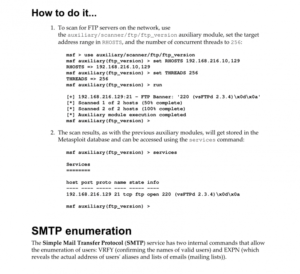 How to do it...
1. To scan for FTP servers on the network, use
the auxiliary/scanner/ftp/ftp_version auxiliary module, set the target
address range in RHOSTS, and the number of concurrent threads to 256:
msf > use auxiliary/scanner/ftp/ftp_version
msf auxiliary(ftp_version) > set RHOSTS 192.168.216.10,129
RHOSTS => 192.168.216.10,129
msf auxiliary(ftp_version) > set THREADS 256
THREADS => 256
msf auxiliary(ftp_version) > run
[+] 192.168.216.129:21 - FTP Banner: '220 (vsFTPd 2.3.4)\x0d\x0a'
[*] Scanned 1 of 2 hosts (50% complete)
[*] Scanned 2 of 2 hosts (100% complete)
[*] Auxiliary module execution completed
msf auxiliary(ftp_version) >
2. The scan results, as with the previous auxiliary modules, will get stored in the
Metasploit database and can be accessed using the services command:
msf auxiliary(ftp_version) > services
Services
========
host port proto name state info
---- ---- ----- ---- ----- ----
192.168.216.129 21 tcp ftp open 220 (vsFTPd 2.3.4)\x0d\x0a
msf auxiliary(ftp_version) >
SMTP enumeration
The Simple Mail Transfer Protocol (SMTP) service has two internal commands that allow
the enumeration of users: VRFY (confirming the names of valid users) and EXPN (which
reveals the actual address of users' aliases and lists of emails (mailing lists)).